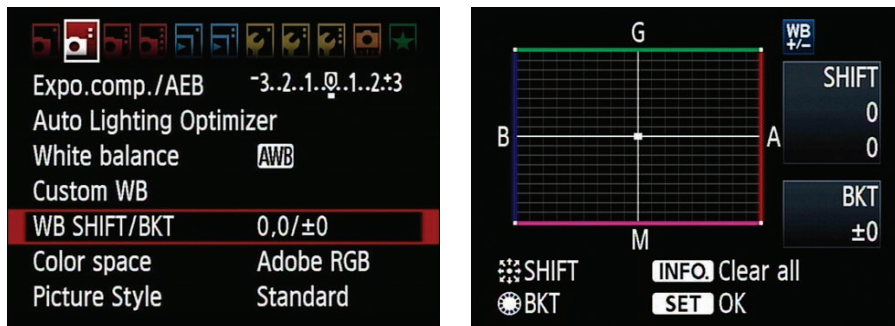 Expo.comp./AEB -3..2..1..0..1..2.:+3
Auto Lighting Optimizer
White balance AWB
Custom WB
WB SHIFT/BKT 0,0/±0
Color space Adobe RGB
Picture Style Standard
G
WB
+/-
SHIFT
0
0
B
A
BKT
±0
M
SHIFT INFO. Clear all
BKT SET OK